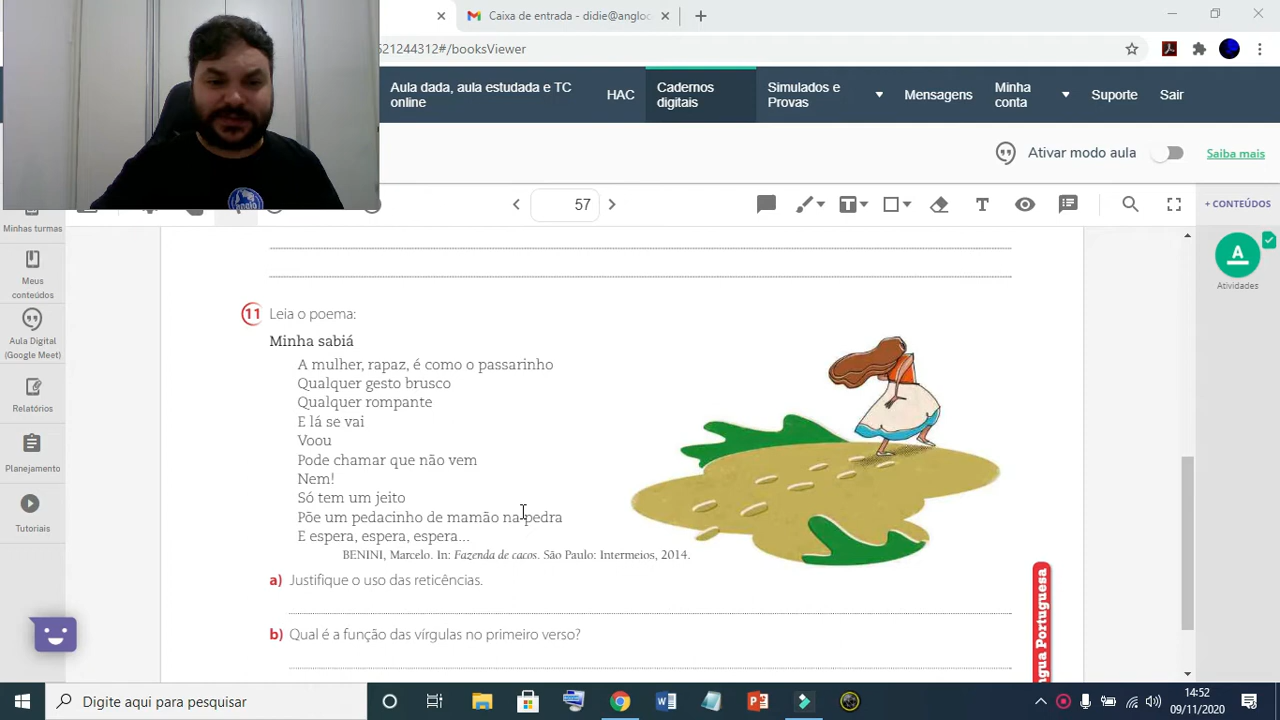 Caixa de entrada - didie@angloc
521244312#/booksViewer
Aula dada, aula estudada e TC
online
HAC
Cadernos
digitais
Simulados e
Provas
Mensagens
Minha
conta
Suporte
Sair
Ativar modo aula
Saiba mais
57
+ CONTEÚDOS
Minhas turmas
Meus
conteúdos
Aula Digital
(Google Meet)
Relatórios
Planejamento
Tutoriais
A
Atividades
11 Leia o poema:
Minha sabiá
A mulher, rapaz, é como o passarinho
Qualquer gesto brusco
Qualquer rompante
E lá se vai
Voou
Pode chamar que não vem
Nem!
Só tem um jeito
Põe um pedacinho de mamão na pedra
E espera, espera, espera...
BENINI, Marcelo. In: Fazenda de cacos. São Paulo: Intermeios, 2014.
a) Justifique o uso das reticências.
b) Qual é a função das vírgulas no primeiro verso?
ngua Portuguesa
Digite aqui para pesquisar
14:52
09/11/2020